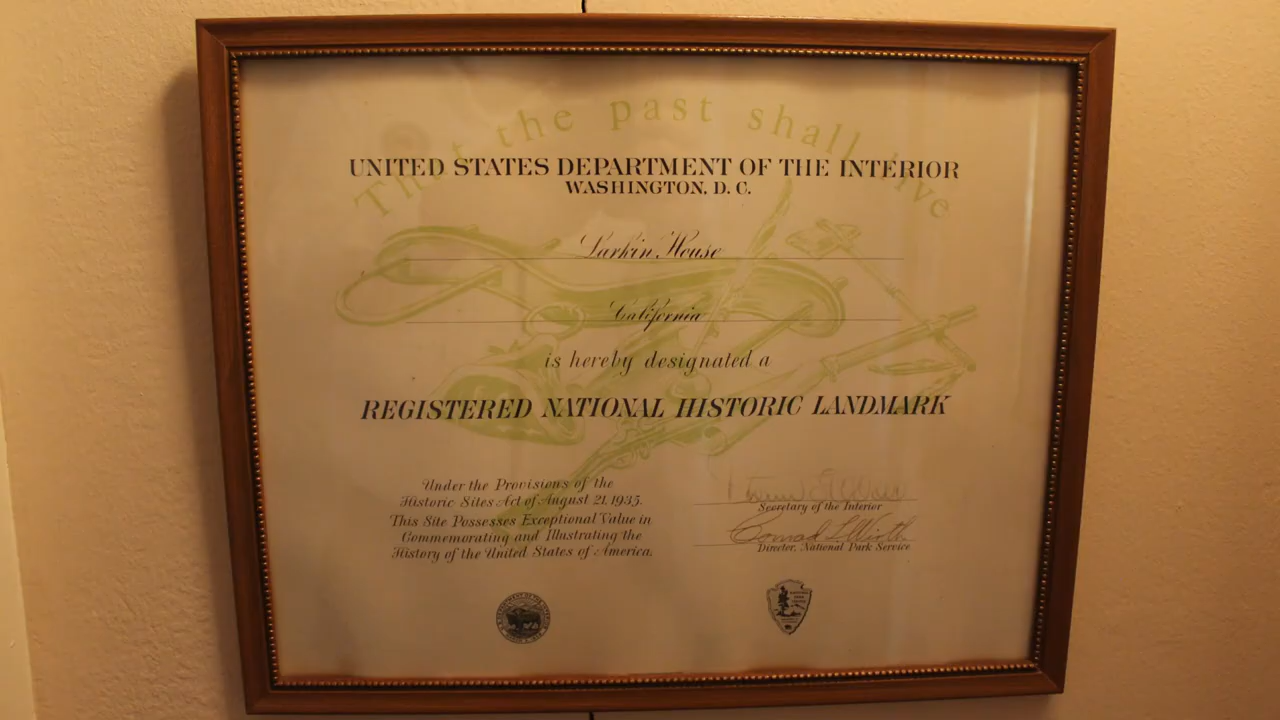 That the past shall live
UNITED STATES DEPARTMENT OF THE INTERIOR
WASHINGTON, D. C.
Larkin House
California
is hereby designated a
REGISTERED NATIONAL HISTORIC LANDMARK
Under the Provisions of the
Historic Sites Act of August 21, 1935.
This Site Possesses Exceptional Value in
Commemorating and Illustrating the
History of the United States of America.
Secretary of the Interior
Conrad L Wirth
Director, National Park Service